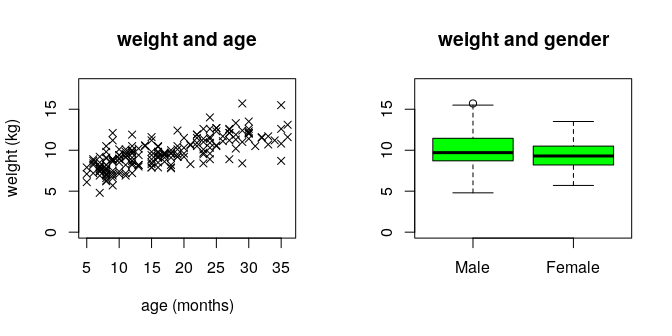 weight and age
weight (kg)
15
10
5
0
5 10 15 20 25 30 35
age (months)
weight and gender
15
10
5
0
Male Female